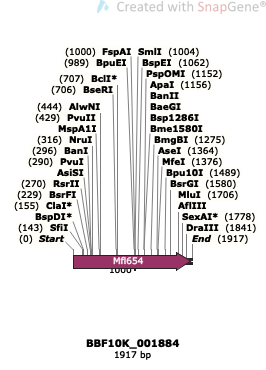 Created with SnapGene®
(1000) FspAI SmlI (1004)
(989) BpuEI BspEI (1062)
PspOMI (1152)
(707) BclI* ApaI (1156)
(706) BseRI BanII
(444) AlwNI BaeGI
(429) PvuII Bsp1286I
MspA1I Bme1580I
(316) NruI BmgBI (1275)
(296) BanI AseI (1364)
(290) PvuI MfeI (1376)
AsiSI Bpu10I (1489)
(270) RsrII BsrGI (1580)
(229) BsrFI MluI (1706)
(155) ClaI* AflIII
BspDI* SexAI* (1778)
(143) SfiI DraIII (1841)
(0) Start End (1917)
Mfl654
1000
BBF10K_001884
1917 bp